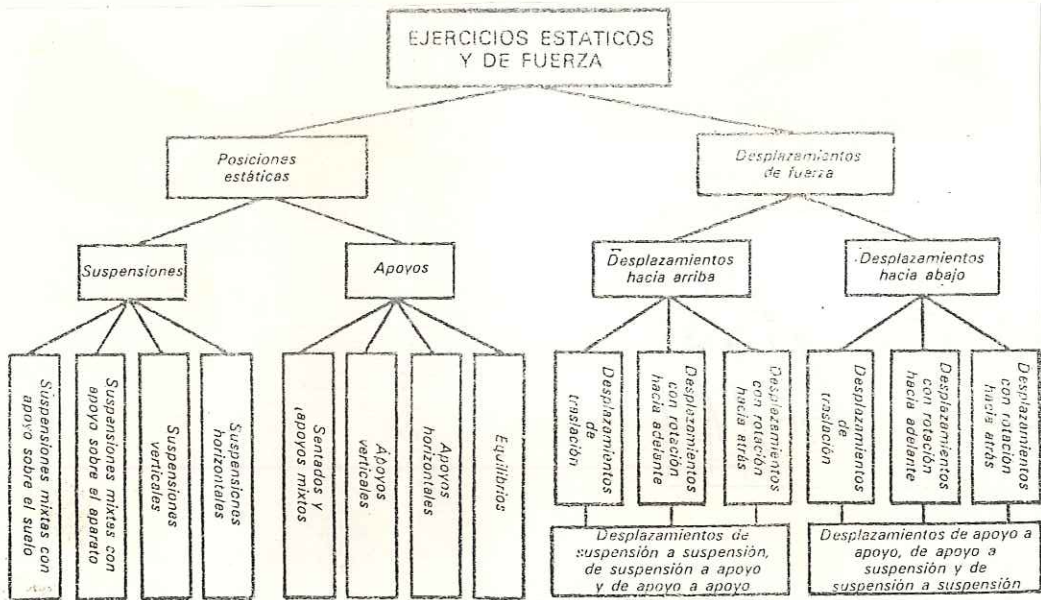 EJERCICIOS ESTATICOS
Y DE FUERZA
Posiciones
estáticas
Desplazamientos
de fuerza
Suspensiones
Apoyos
Desplazamientos
hacia arriba
Desplazamientos
hacia abajo
Suspensiones mixtas con
apoyo sobre el suelo
Suspensiones mixtas con
apoyo sobre el aparato
Suspensiones
verticales
Suspensiones
horizontales
Sentados y
apoyos mixtos
Apoyos
verticales
Apoyos
horizontales
Equilibrios
Desplazamientos
de
traslación
Desplazamientos
con rotación
hacia adelante
Desplazamientos
con rotación
hacia atrás
Desplazamientos
de
traslación
Desplazamientos
con rotación
hacia adelante
Desplazamientos
con rotación
hacia atrás
Desplazamientos de
suspensión a suspensión,
de suspensión a apoyo
y de apoyo a apoyo
Desplazamientos de apoyo a
apoyo, de apoyo a
suspensión y de
suspensión a suspensión